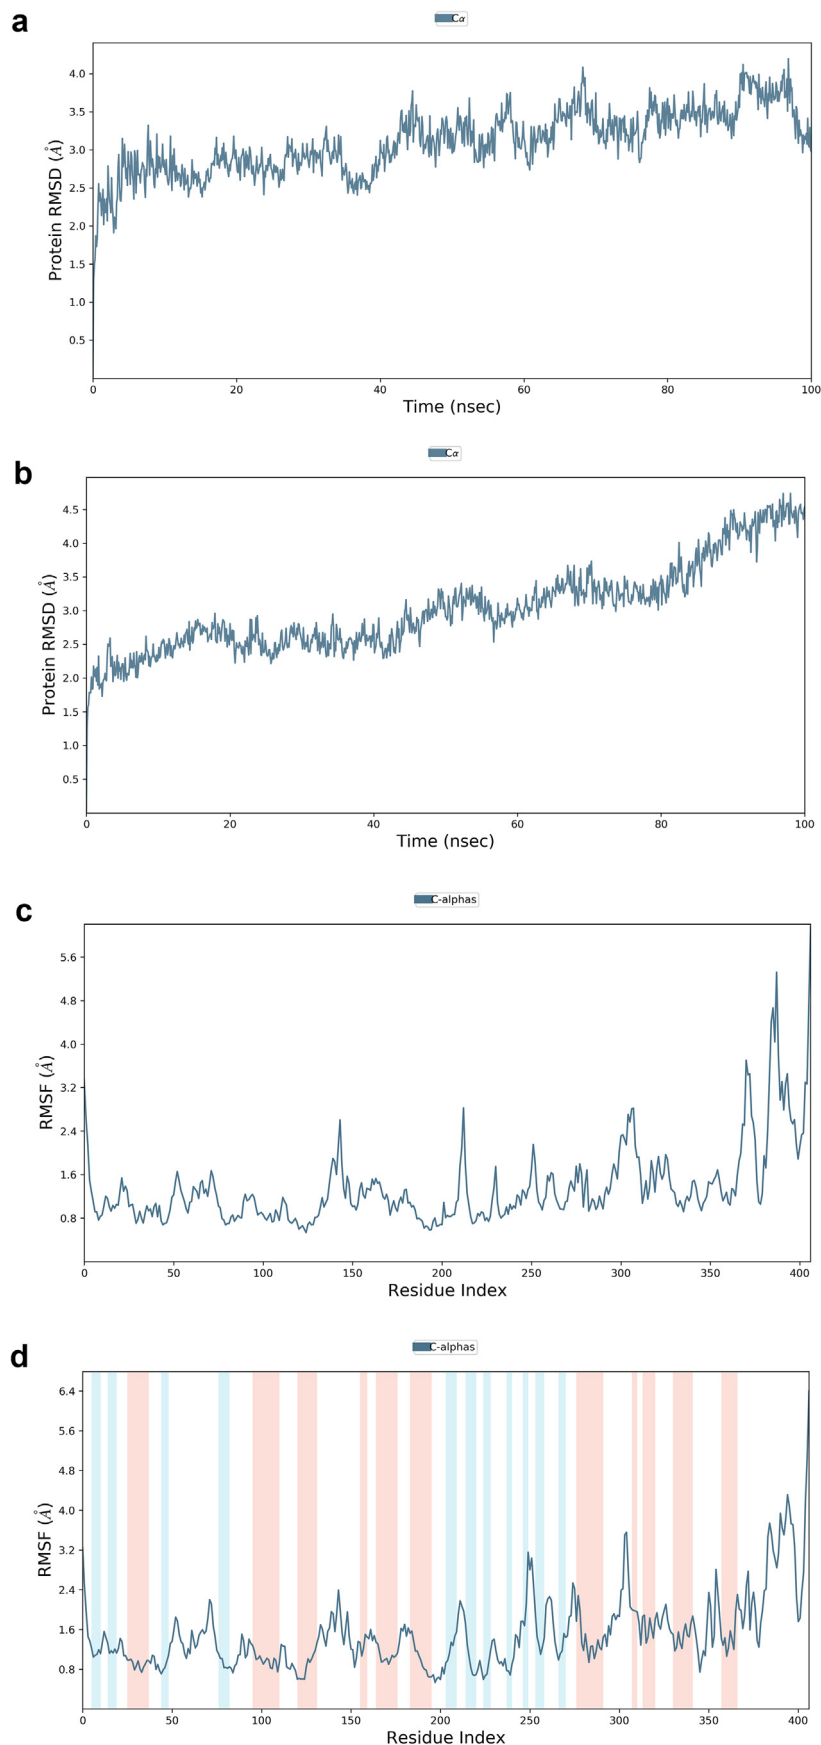 a
Cα
4.0
3.5
3.0
2.5
2.0
1.5
1.0
0.5
Protein RMSD (Å)
0 20 40 60 80 100
Time (nsec)
b
Cα
4.5
4.0
3.5
3.0
2.5
2.0
1.5
1.0
0.5
Protein RMSD (Å)
0 20 40 60 80 100
Time (nsec)
c
C-alphas
5.6
4.8
4.0
3.2
2.4
1.6
0.8
RMSF (Å)
0 50 100 150 200 250 300 350 400
Residue Index
d
C-alphas
6.4
5.6
4.8
4.0
3.2
2.4
1.6
0.8
RMSF (Å)
0 50 100 150 200 250 300 350 400
Residue Index